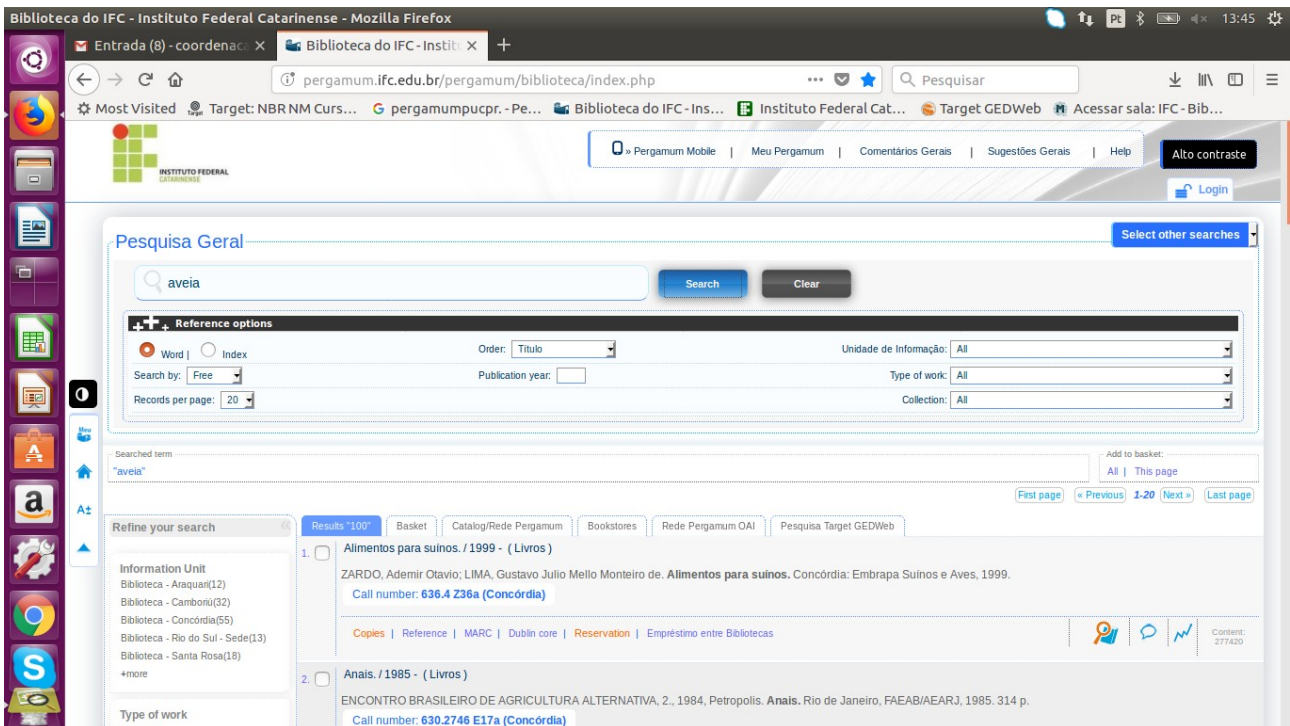 Biblioteca do IFC - Instituto Federal Catarinense - Mozilla Firefox
Pt
13:45
Entrada (8) - coordenaca
Biblioteca do IFC - Instit
pergamum.ifc.edu.br/pergamum/biblioteca/index.php
Pesquisar
Most Visited
Target: NBR NM Curs...
pergamumpucpr. - Pe...
Biblioteca do IFC - Ins...
Instituto Federal Cat...
Target GEDWeb
Acessar sala: IFC - Bib...
INSTITUTO FEDERAL
CATARINENSE
» Pergamum Mobile | Meu Pergamum | Comentários Gerais | Sugestões Gerais | Help
Alto contraste
Login
Pesquisa Geral
Select other searches
aveia
Search
Clear
Reference options
Word | Index
Order: Título
Unidade de Informação: All
Search by: Free
Publication year:
Type of work: All
Records per page: 20
Collection: All
Meu
A±
Searched term
"aveia"
Add to basket:
All | This page
First page « Previous 1-20 Next » Last page
Refine your search
Information Unit
Biblioteca - Araquari(12)
Biblioteca - Camboriú(32)
Biblioteca - Concórdia(55)
Biblioteca - Rio do Sul - Sede(13)
Biblioteca - Santa Rosa(18)
+more
Type of work
Results "100"
Basket
Catalog/Rede Pergamum
Bookstores
Rede Pergamum OAI
Pesquisa Target GEDWeb
1. Alimentos para suínos. / 1999 - ( Livros )
ZARDO, Ademir Otavio; LIMA, Gustavo Julio Mello Monteiro de. Alimentos para suínos. Concórdia: Embrapa Suínos e Aves, 1999.
Call number: 636.4 Z36a (Concórdia)
Copies | Reference | MARC | Dublin core | Reservation | Empréstimo entre Bibliotecas
Content:
277420
2. Anais. / 1985 - ( Livros )
ENCONTRO BRASILEIRO DE AGRICULTURA ALTERNATIVA, 2., 1984, Petropolis. Anais. Rio de Janeiro, FAEAB/AEARJ, 1985. 314 p.
Call number: 630.2746 E17a (Concórdia)